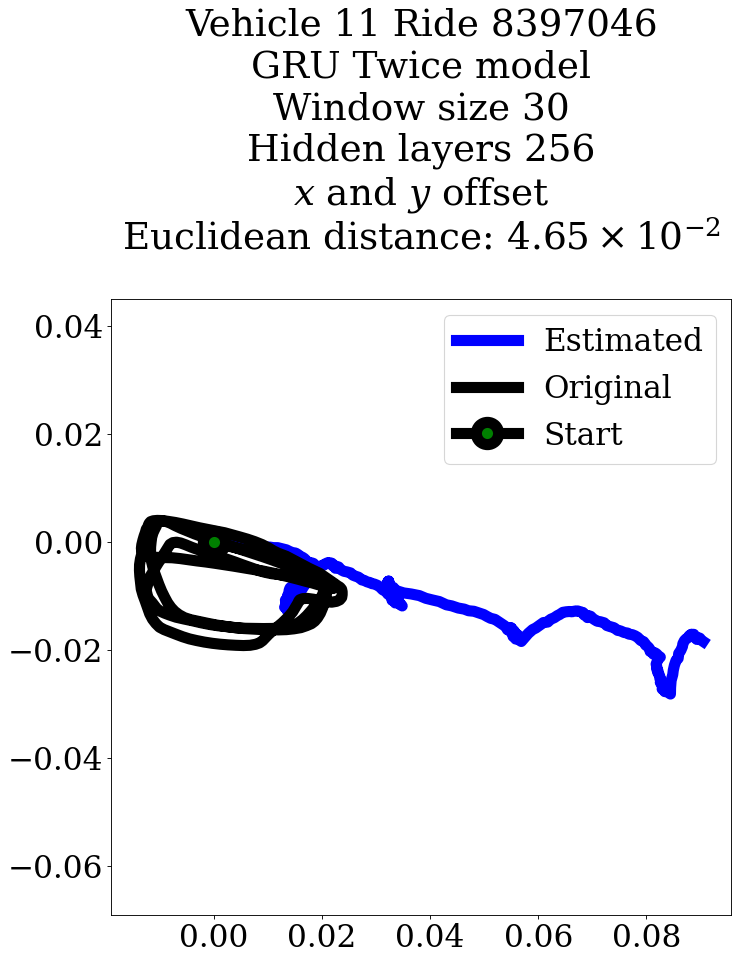 Vehicle 11 Ride 8397046
GRU Twice model
Window size 30
Hidden layers 256
x and y offset
Euclidean distance: 4.65 × 10⁻²
0.04
0.02
0.00
−0.02
−0.04
−0.06
Estimated
Original
Start
0.00 0.02 0.04 0.06 0.08